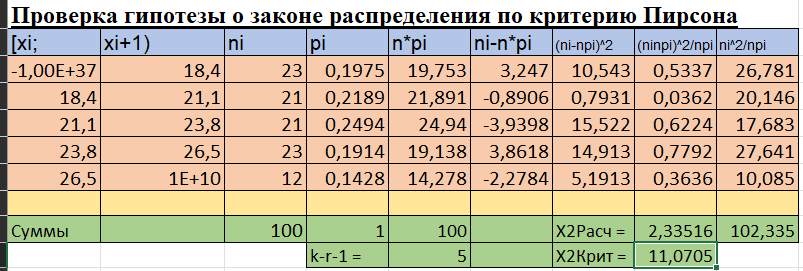 Проверка гипотезы о законе распределения по критерию Пирсона
[xi; xi+1) ni pi n*pi ni-n*pi (ni-npi)^2 (ninpi)^2/npi ni^2/npi
-1,00E+37 18,4 23 0,1975 19,753 3,247 10,543 0,5337 26,781
18,4 21,1 21 0,2189 21,891 -0,8906 0,7931 0,0362 20,146
21,1 23,8 21 0,2494 24,94 -3,9398 15,522 0,6224 17,683
23,8 26,5 23 0,1914 19,138 3,8618 14,913 0,7792 27,641
26,5 1E+10 12 0,1428 14,278 -2,2784 5,1913 0,3636 10,085
Суммы 100 1 100 X2Расч = 2,33516 102,335
k-r-1 = 5 X2Крит = 11,0705